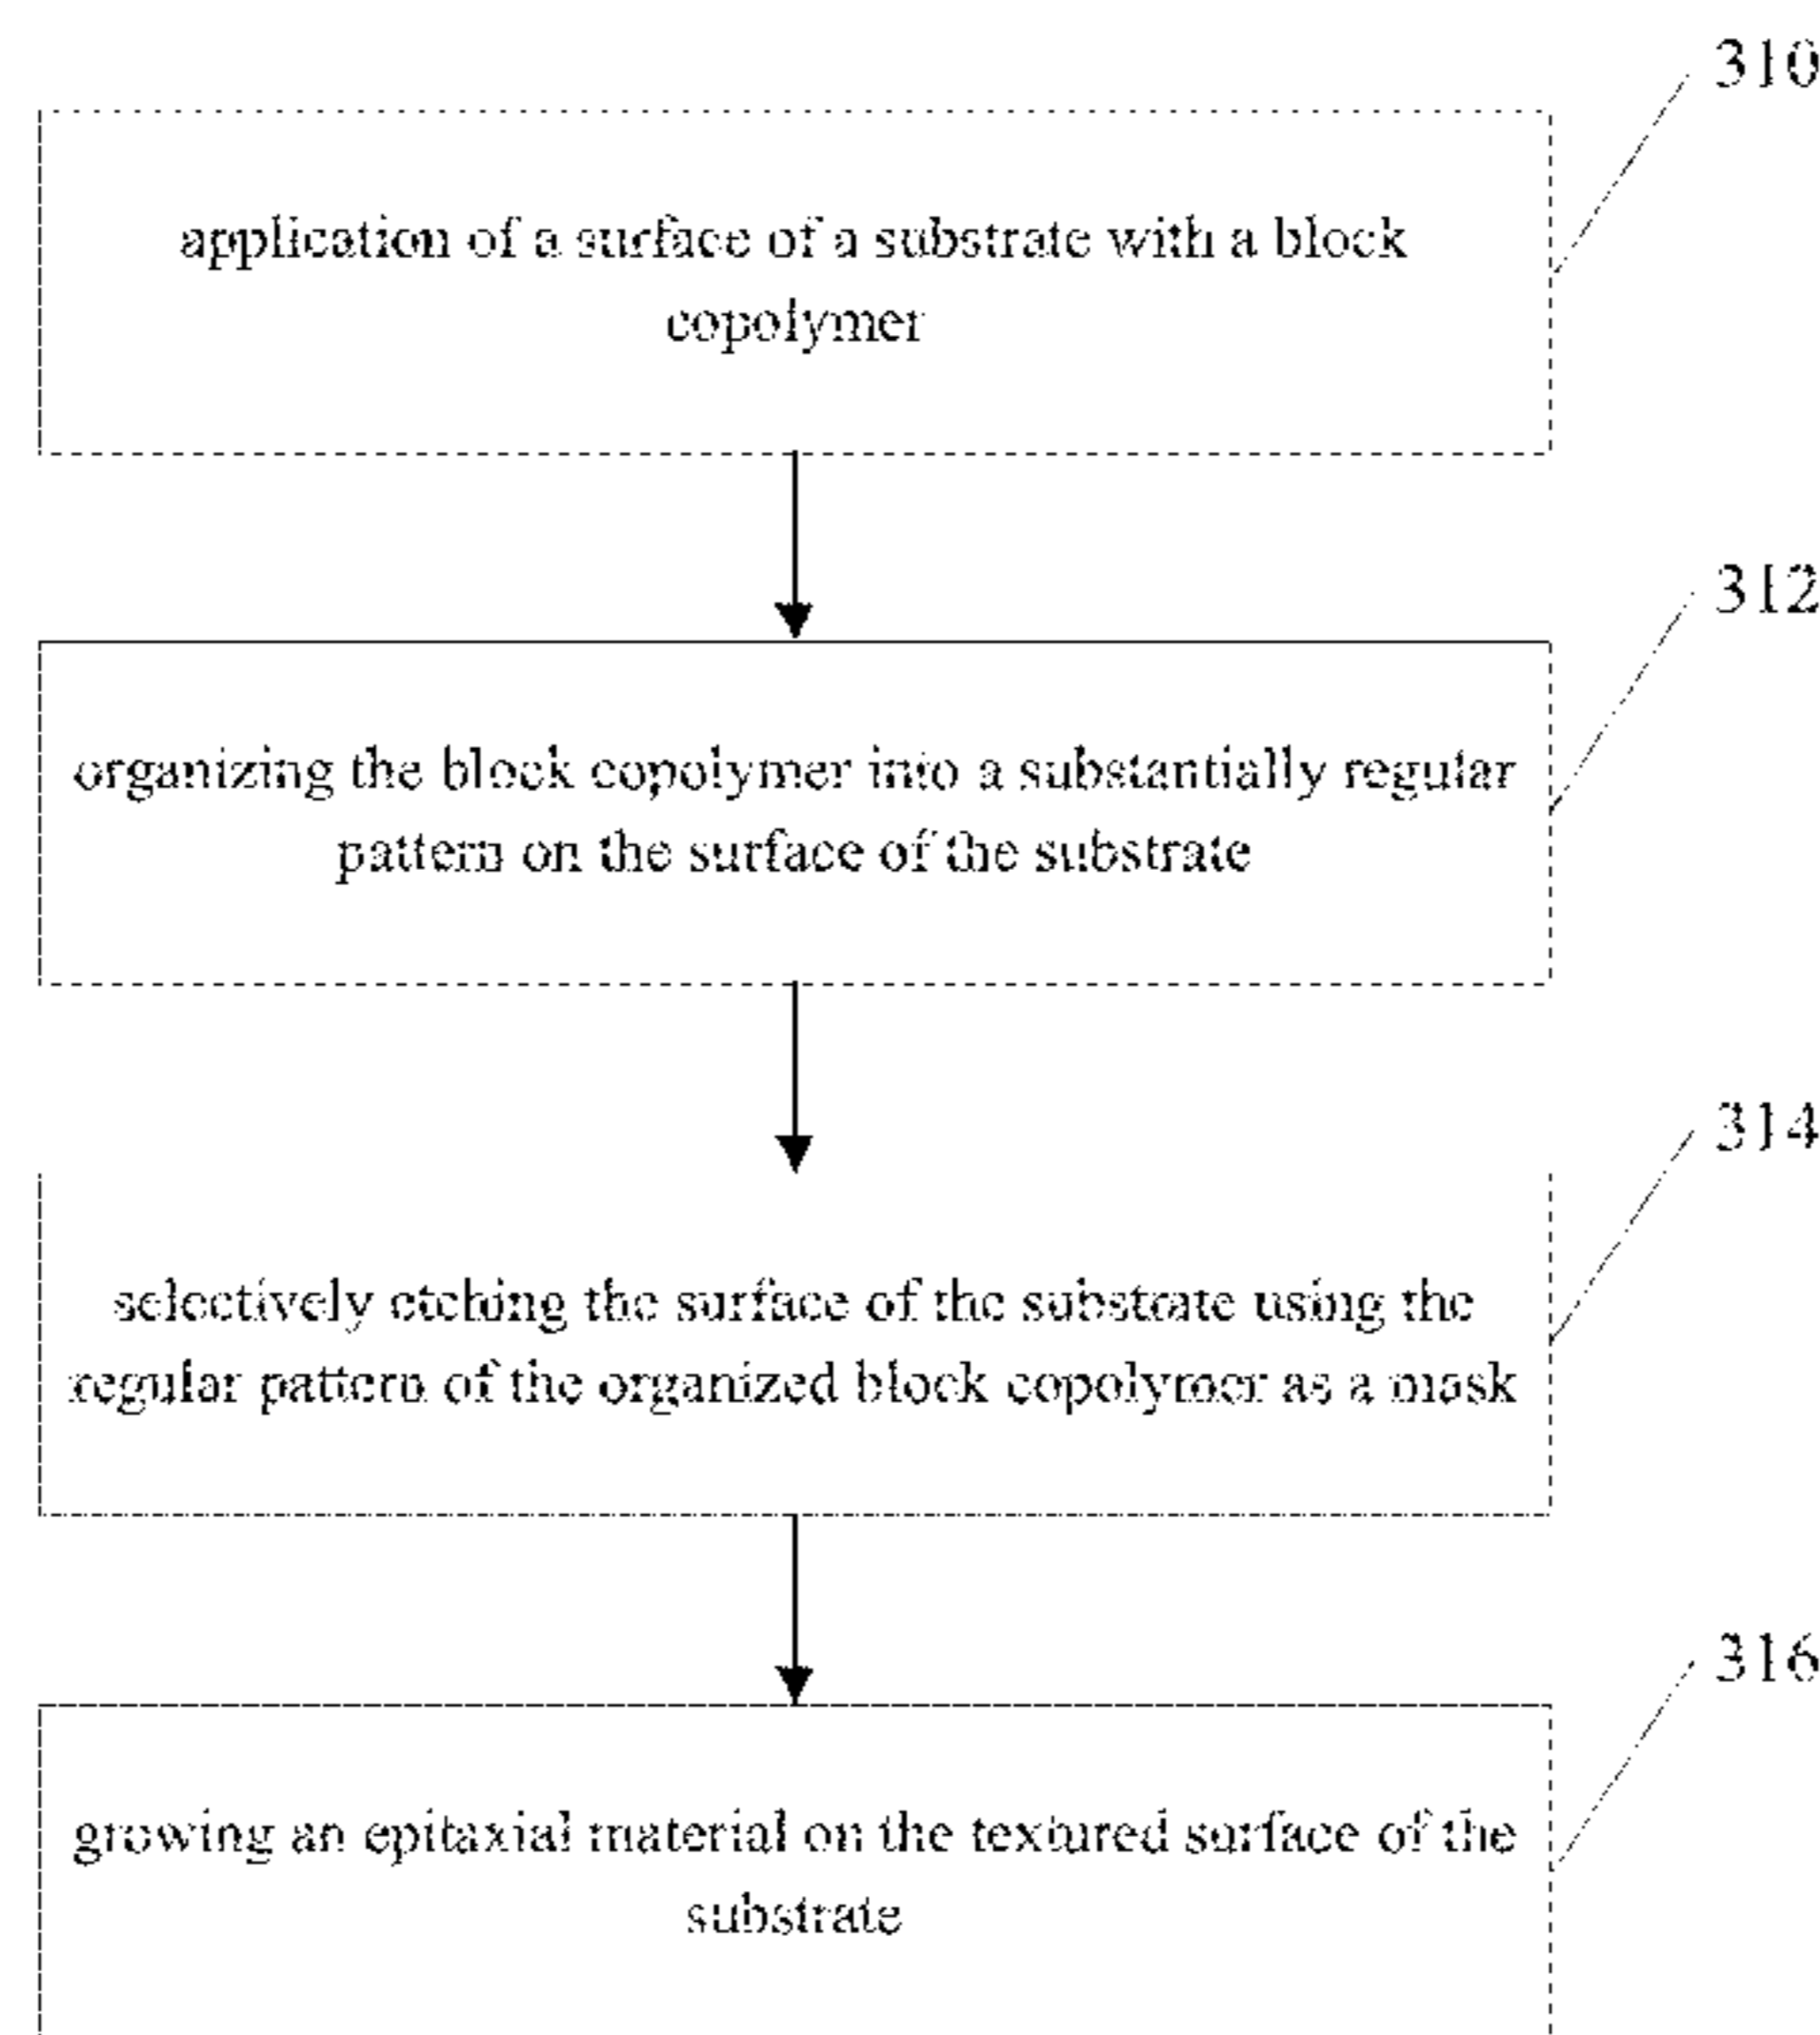 310
application of a surface of a substrate with a block
copolymer
312
organizing the block copolymer into a substantially regular
pattern on the surface of the substrate
314
selectively etching the surface of the substrate using the
regular pattern of the organized block copolymer as a mask
316
growing an epitaxial material on the textured surface of the
substrate